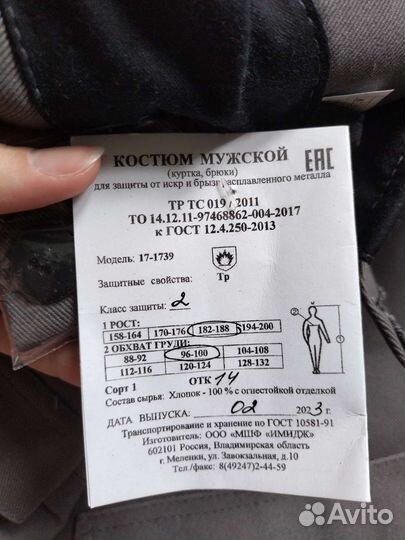 КОСТЮМ МУЖСКОЙ
(куртка, брюки)
EAC
для защиты от искр и брызг расплавленного металла
ТР ТС 019 / 2011
ТО 14.12.11-97468862-004-2017
к ГОСТ 12.4.250-2013
Модель: 17-1739
Защитные свойства: Тр
Класс защиты: 2
1 РОСТ:
158-164 170-176 182-188 194-200
2 ОБХВАТ ГРУДИ:
88-92 96-100 104-108
112-116 120-124 128-132
2
1
Сорт 1 ОТК 14
Состав сырья: Хлопок - 100 % с огнестойкой отделкой
ДАТА ВЫПУСКА: 02 2023 г.
Транспортирование и хранение по ГОСТ 10581-91
Изготовитель: ООО «МШФ «ИМИДЖ»
602101 Россия, Владимирская область
г. Меленки, ул. Завокзальная, д.10
Тел./факс: 8(49247)2-44-59
Avito